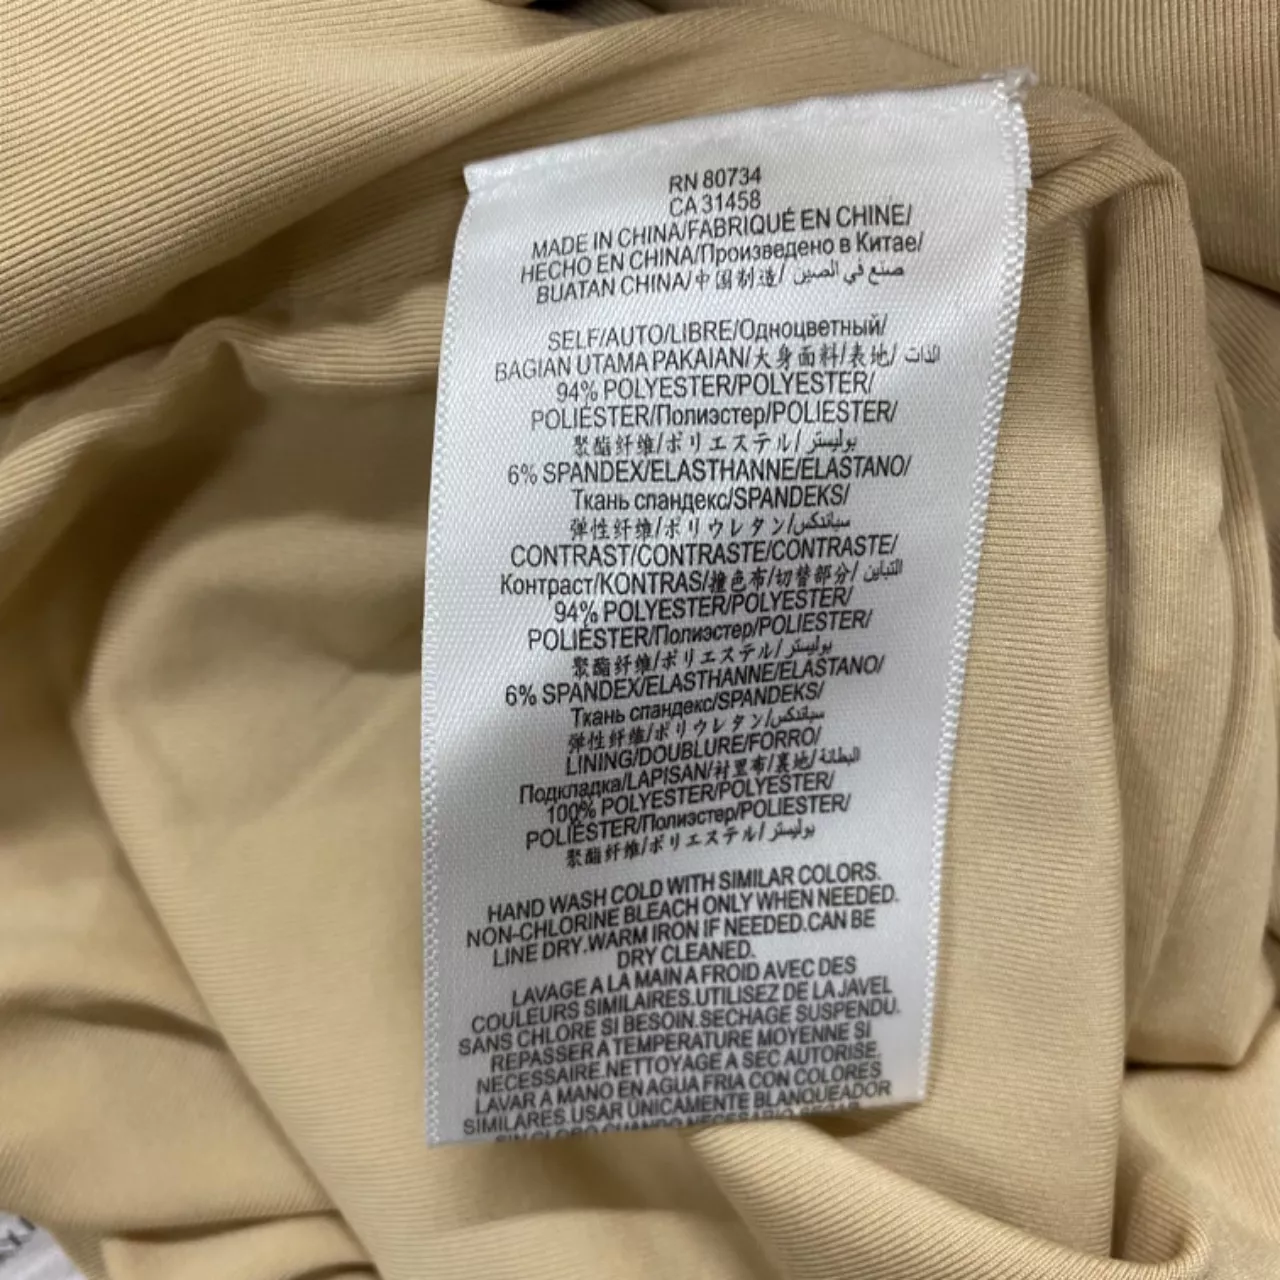 RN 80734
CA 31458
MADE IN CHINA/FABRIQUÉ EN CHINE/
HECHO EN CHINA/Произведено в Китае/
BUATAN CHINA/中国制造/ صنع في الصين
SELF/AUTO/LIBRE/Одноцветный/
BAGIAN UTAMA PAKAIAN/大身面料/表地/ الذات
94% POLYESTER/POLYESTER/
POLIÉSTER/Полиэстер/POLIESTER/
聚酯纤维/ポリエステル/بوليستر
6% SPANDEX/ELASTHANNE/ELASTANO/
Ткань спандекс/SPANDEKS/
弹性纤维/ポリウレタン/سباندكس
CONTRAST/CONTRASTE/CONTRASTE/
Контраст/KONTRAS/撞色布/切替部分/ التباين
94% POLYESTER/POLYESTER/
POLIÉSTER/Полиэстер/POLIESTER/
聚酯纤维/ポリエステル/بوليستر
6% SPANDEX/ELASTHANNE/ELASTANO/
Ткань спандекс/SPANDEKS/
弹性纤维/ポリウレタン/سباندكس
LINING/DOUBLURE/FORRO/
Подкладка/LAPISAN/衬里布/裏地/ البطانة
100% POLYESTER/POLYESTER/
POLIÉSTER/Полиэстер/POLIESTER/
聚酯纤维/ポリエステル/بوليستر
HAND WASH COLD WITH SIMILAR COLORS.
NON-CHLORINE BLEACH ONLY WHEN NEEDED.
LINE DRY.WARM IRON IF NEEDED.CAN BE
DRY CLEANED.
LAVAGE A LA MAIN A FROID AVEC DES
COULEURS SIMILAIRES.UTILISEZ DE LA JAVEL
SANS CHLORE SI BESOIN.SECHAGE SUSPENDU.
REPASSER A TEMPERATURE MOYENNE SI
NECESSAIRE.NETTOYAGE A SEC AUTORISE.
LAVAR A MANO EN AGUA FRIA CON COLORES
SIMILARES.USAR ÚNICAMENTE BLANQUEADOR
SIN CLORO CUANDO NECESARIO